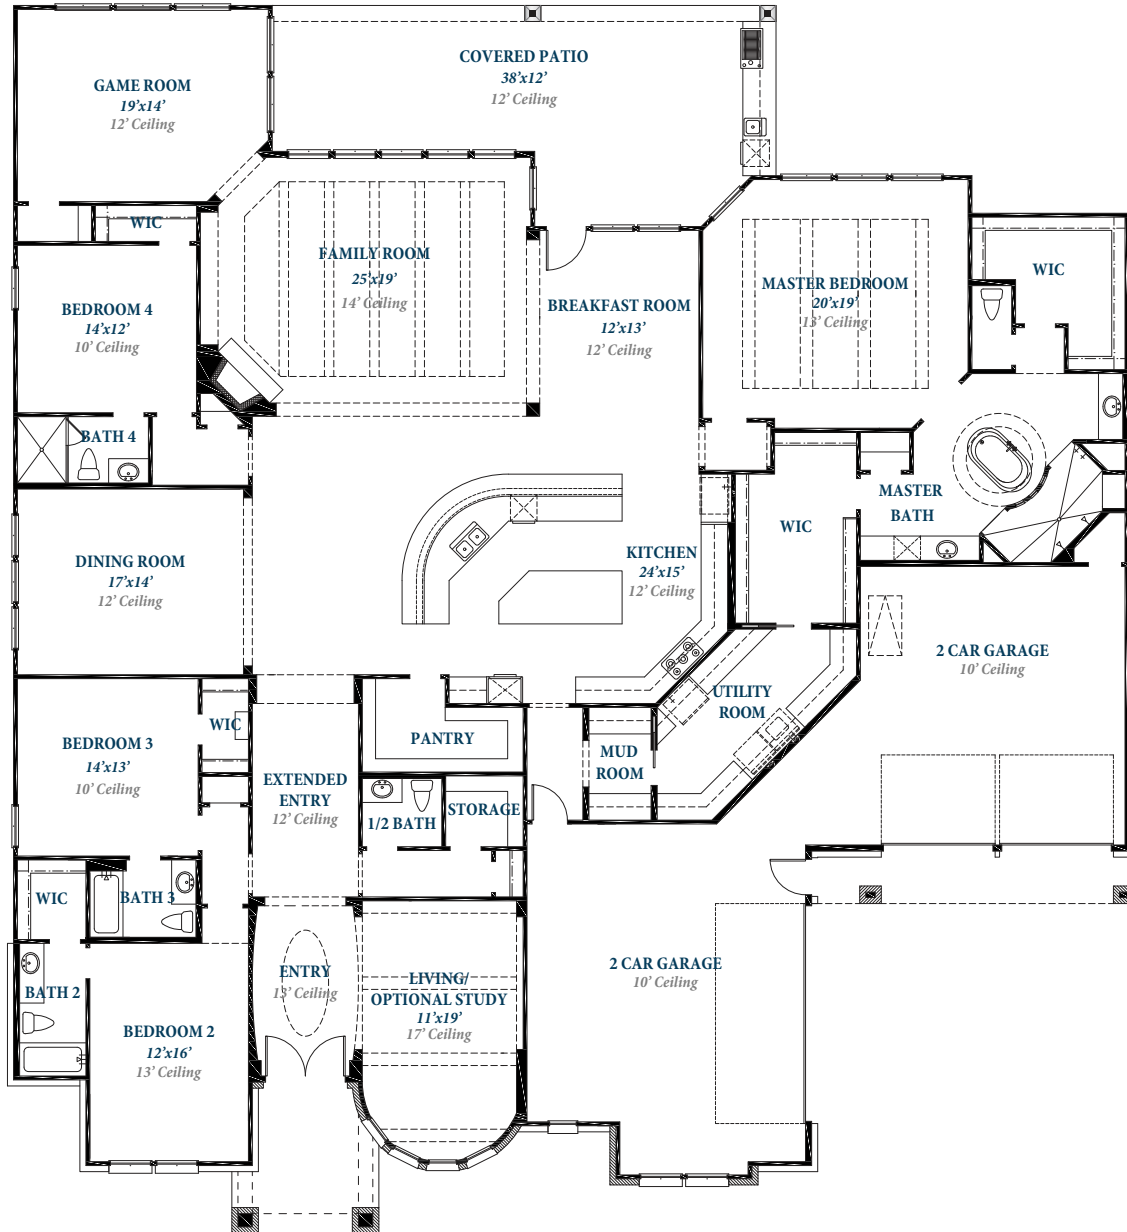 COVERED PATIO
38'x12'
12' Ceiling
GAME ROOM
19'x14'
12' Ceiling
WIC
FAMILY ROOM
25'x19'
14' Ceiling
MASTER BEDROOM
20'x19'
13' Ceiling
WIC
BEDROOM 4
14'x12'
10' Ceiling
BREAKFAST ROOM
12'x13'
12' Ceiling
BATH 4
MASTER
BATH
WIC
DINING ROOM
17'x14'
12' Ceiling
KITCHEN
24'x15'
12' Ceiling
2 CAR GARAGE
10' Ceiling
UTILITY
ROOM
WIC
BEDROOM 3
14'x13'
10' Ceiling
PANTRY
MUD
ROOM
EXTENDED
ENTRY
12' Ceiling
1/2 BATH
STORAGE
WIC
BATH 3
ENTRY
13' Ceiling
LIVING/
OPTIONAL STUDY
11'x19'
17' Ceiling
2 CAR GARAGE
10' Ceiling
BATH 2
BEDROOM 2
12'x16'
13' Ceiling